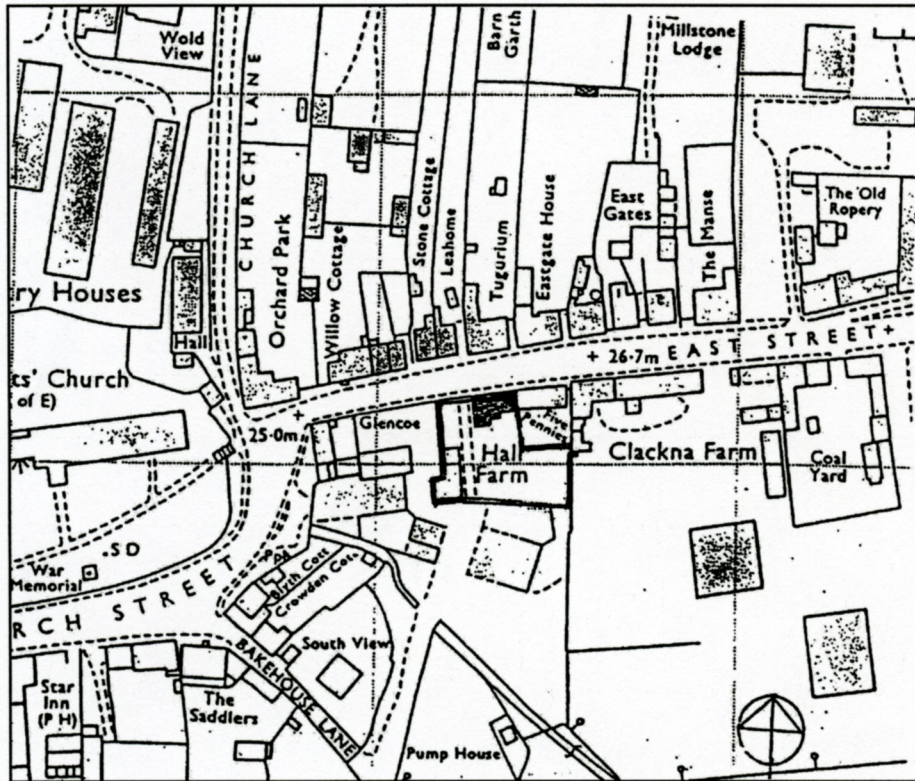 Wold
View
CHURCH LANE
Barn
Garth
Millstone
Lodge
Orchard Park
Willow Cottage
Stone Cottage
Leahome
Tugurium
Eastgate House
East
Gates
The Manse
The Old
Ropery
ry Houses
Hall
ts' Church
of E)
EAST STREET
26·7m
25·0m
Glencoe
Five
Pennies
Hall
Farm
Clackna Farm
Coal
Yard
SD
War
Memorial
RCH STREET
Blyth Cott
Crowden Cott
South View
BAKEHOUSE LANE
Star
Inn
(PH)
The
Saddlers
Pump House